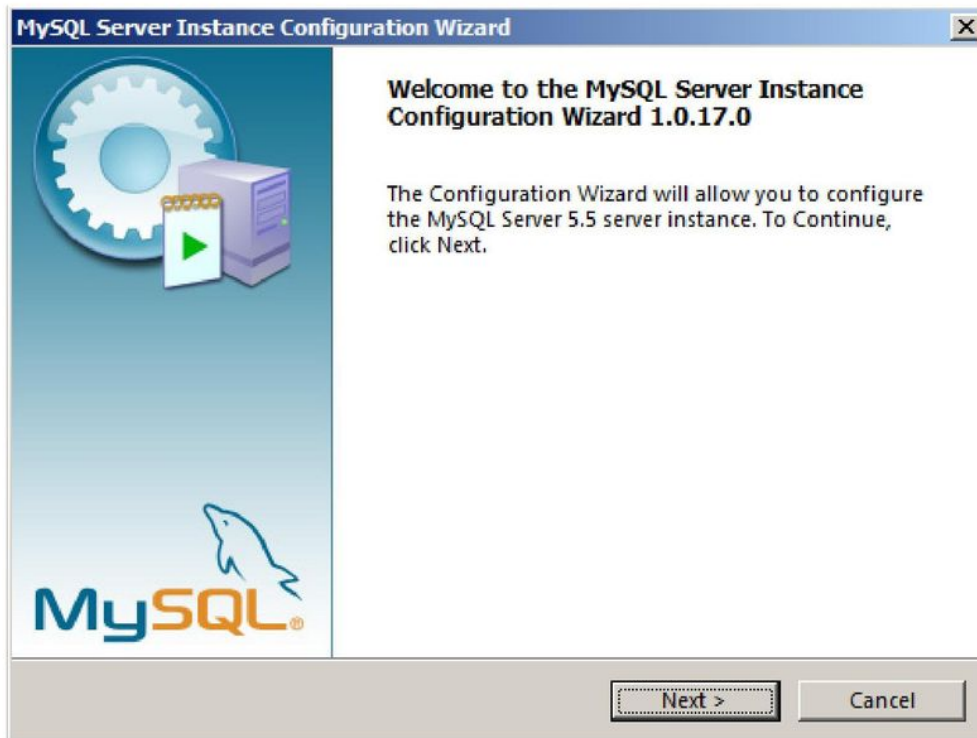 MySQL Server Instance Configuration Wizard
Welcome to the MySQL Server Instance
Configuration Wizard 1.0.17.0
The Configuration Wizard will allow you to configure
the MySQL Server 5.5 server instance. To Continue,
click Next.
MySQL®
Next >
Cancel